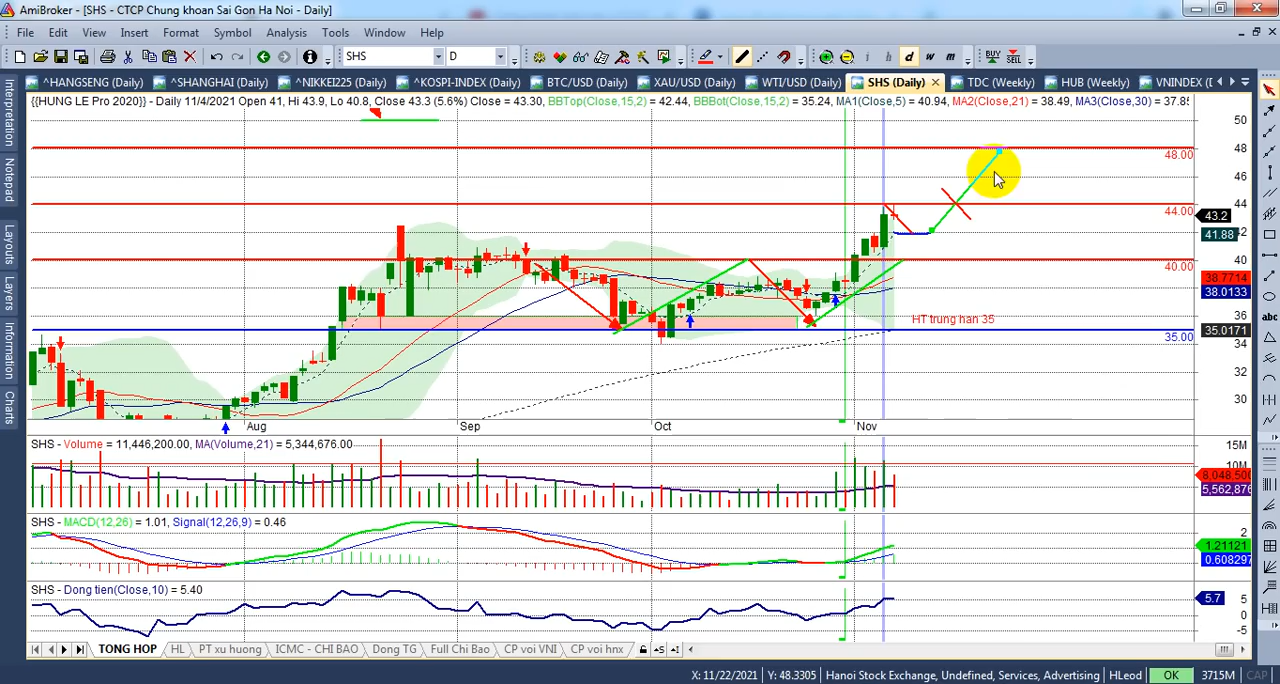 AmiBroker - [SHS - CTCP Chung khoan Sai Gon Ha Noi - Daily]
File Edit View Insert Format Symbol Analysis Tools Window Help
SHS D i d w m BUY SELL
^HANGSENG (Daily) ^SHANGHAI (Daily) ^NIKKEI225 (Daily) ^KOSPI-INDEX (Daily) BTC/USD (Daily) XAU/USD (Daily) WTI/USD (Daily) SHS (Daily) TDC (Weekly) HUB (Weekly) VNINDEX (D
{{HUNG LE Pro 2020}} - Daily 11/4/2021 Open 41, Hi 43.9, Lo 40.8, Close 43.3 (5.6%) Close = 43.30, BBTop(Close,15,2) = 42.44, BBBot(Close,15,2) = 35.24, MA1(Close,5) = 40.94, MA2(Close,21) = 38.49, MA3(Close,30) = 37.85
Interpretation
Notepad
Layouts
Layers
Information
Charts
50
48
48.00
46
44
44.00
43.2
41.88
42
40
40.00
38.7714
38.0133
36
HT trung han 35
35.0171
35.00
34
32
30
Aug Sep Oct Nov
abc
SHS - Volume = 11,446,200.00, MA(Volume,21) = 5,344,676.00
15M
10M
8,048,500
5,562,876
SHS - MACD(12,26) = 1.01, Signal(12,26,9) = 0.46
2
1.21121
0.608297
SHS - Dong tien(Close,10) = 5.40
5.7
5
0
-5
TONG HOP HL PT xu huong ICMC - CHI BAO Dong TG Full Chi Bao CP voi VNI CP voi hnx
X: 11/22/2021 Y: 48.3305 Hanoi Stock Exchange, Undefined, Services, Advertising HLeod OK 3715M CAP